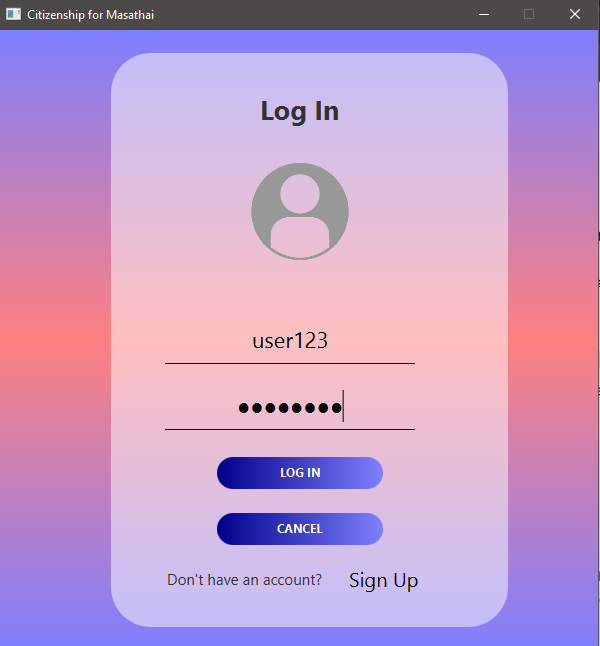 Citizenship for Masathai
Log In
user123
●●●●●●●●
LOG IN
CANCEL
Don't have an account? Sign Up